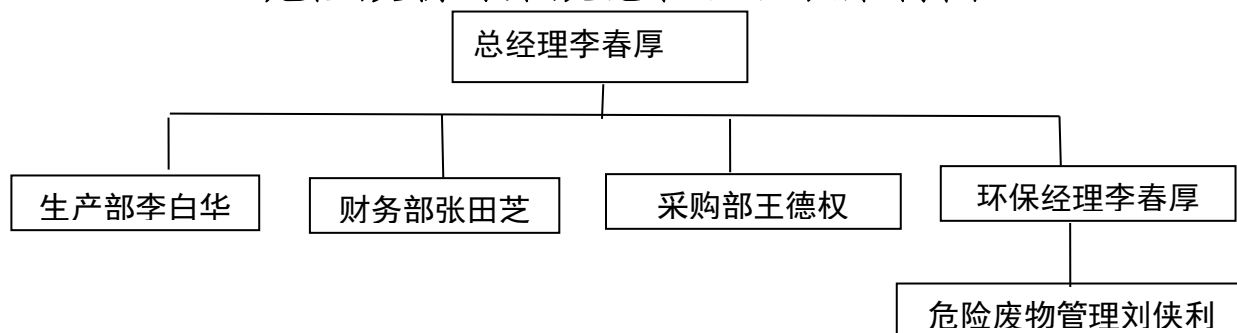 总经理李春厚
生产部李白华
财务部张田芝
采购部王德权
环保经理李春厚
危险废物管理刘侠利